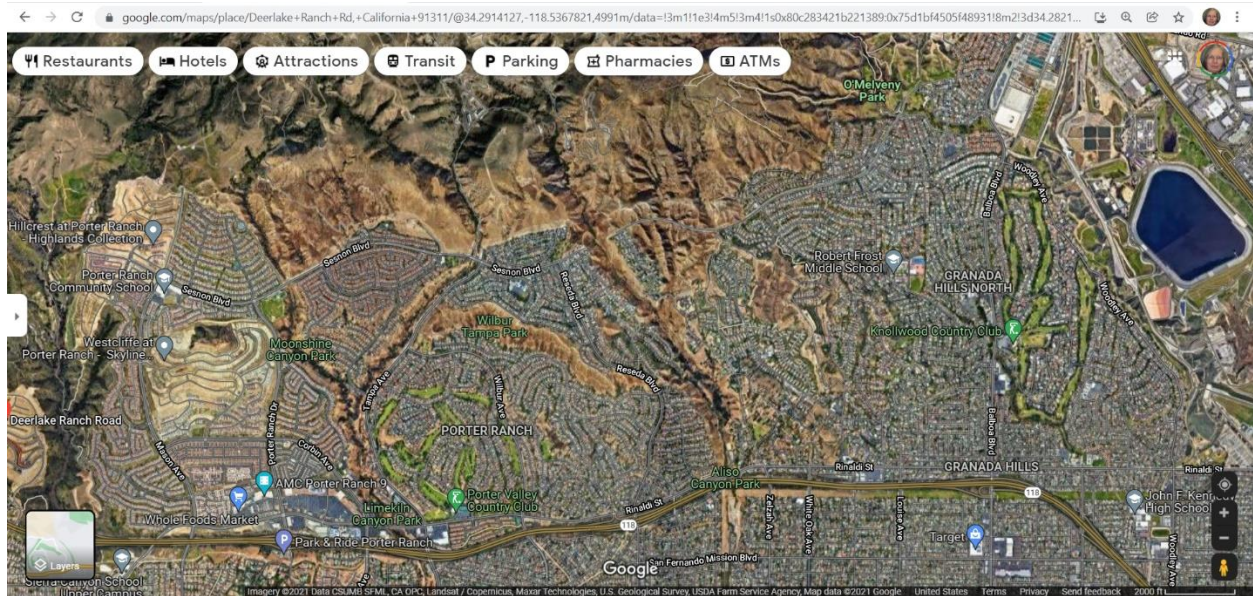 google.com/maps/place/Deerlake+Ranch+Rd,+California+91311/@34.2914127,-118.5367821,4991m/data=!3m1!1e3!4m5!3m4!1s0x80c283421b221389:0x75d1bf4505f48931!8m2!3d34.2821...
Restaurants
Hotels
Attractions
Transit
P Parking
Pharmacies
ATMs
O'Melveny
Park
Balboa Blvd
Woodley Ave
Hillcrest at Porter Ranch
- Highlands Collection
Sesnon Blvd
Porter Ranch
Community School
Sesnon Blvd
Sesnon Blvd
Reseda Blvd
Robert Frost
Middle School
GRANADA
HILLS NORTH
Woodley Ave
Wilbur
Tampa Park
Knollwood Country Club
Westcliffe at
Porter Ranch - Skyline...
Moonshine
Canyon Park
Tampa Ave
Wilbur Ave
Reseda Blvd
Deerlake Ranch Road
Mason Ave
Porter Ranch Dr
Corbin Ave
PORTER RANCH
Balboa Blvd
Rinaldi St
GRANADA HILLS
Rinaldi St
Aliso
Canyon Park
AMC Porter Ranch 9
Whole Foods Market
Limekiln
Canyon Park
Porter Valley
Country Club
Rinaldi St
118
118
Zelzah Ave
White Oak Ave
Louise Ave
John F. Kennedy
High School
Target
P Park & Ride Porter Ranch
Layers
Sierra Canyon School
Upper Campus
San Fernando Mission Blvd
Woodley Ave
Google
Imagery ©2021 Data CSUMB SFML, CA OPC, Landsat / Copernicus, Maxar Technologies, U.S. Geological Survey, USDA Farm Service Agency, Map data ©2021 Google United States Terms Privacy Send feedback 2000 ft